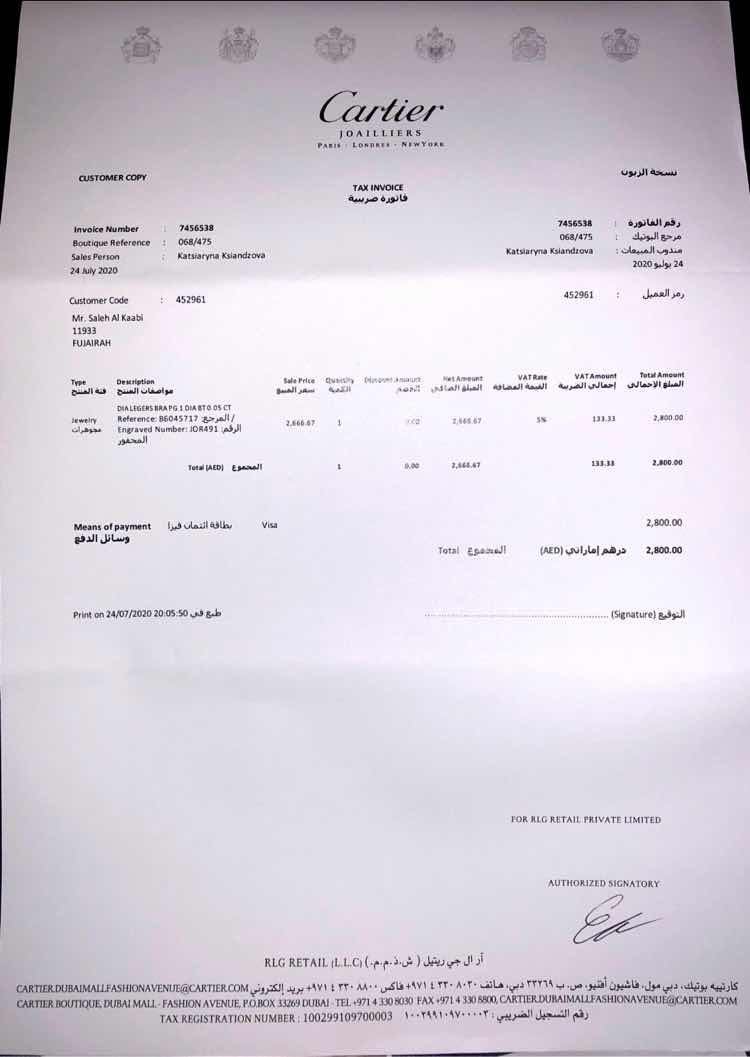 Cartier
JOAILLIERS
PARIS · LONDRES · NEWYORK
CUSTOMER COPY
نسخة الزبون
TAX INVOICE
فاتورة ضريبية
Invoice Number : 7456538
7456538 : رقم الفاتورة
Boutique Reference : 068/475
068/475 : مرجع البوتيك
Sales Person : Katsiaryna Ksiandzova
Katsiaryna Ksiandzova : مندوب المبيعات
24 July 2020
24 يوليو 2020
Customer Code : 452961
452961 : رمز العميل
Mr. Saleh Al Kaabi
11933
FUJAIRAH
Type Description Sale Price Quantity Discount Amount Net Amount VAT Rate VAT Amount Total Amount
فئة المنتج مواصفات المنتج سعر المبيع الكمية الخصم المبلغ الصافي القيمة المضافة إجمالي الضريبة المبلغ الإجمالي
DIA LEGERS BRA PG 1 DIA BT 0.05 CT
Jewelry Reference: B6045717 المرجع: / 2,666.67 1 0.00 2,666.67 5% 133.33 2,800.00
مجوهرات Engraved Number: JOR491 الرقم:
المحفور
Total (AED) المجموع 1 0.00 2,666.67 133.33 2,800.00
Means of payment بطاقة ائتمان فيزا Visa 2,800.00
وسائل الدفع
Total المجموع (AED) درهم إماراتي 2,800.00
Print on 24/07/2020 20:05:50 طبع في
(Signature) التوقيع
FOR RLG RETAIL PRIVATE LIMITED
AUTHORIZED SIGNATORY
RLG RETAIL (L.L.C) (.أر ال جي ريتيل ( ش.ذ.م.م
كارتييه بوتيك، دبي مول، فاشيون أفنيو، ص. ب ٣٣٢٦٩ دبي، هاتف ٨٠٣٠ ٣٣٠ ٤ ٩٧١+ فاكس ٨٨٠٠ ٣٣٠ ٤ ٩٧١+ بريد إلكتروني CARTIER.DUBAIMALLFASHIONAVENUE@CARTIER.COM
CARTIER BOUTIQUE, DUBAI MALL - FASHION AVENUE, P.O.BOX 33269 DUBAI - TEL +971 4 330 8030 FAX +971 4 330 8800, CARTIER.DUBAIMALLFASHIONAVENUE@CARTIER.COM
TAX REGISTRATION NUMBER : 100299109700003 رقم التسجيل الضريبي : ١٠٠٢٩٩١٠٩٧٠٠٠٠٣